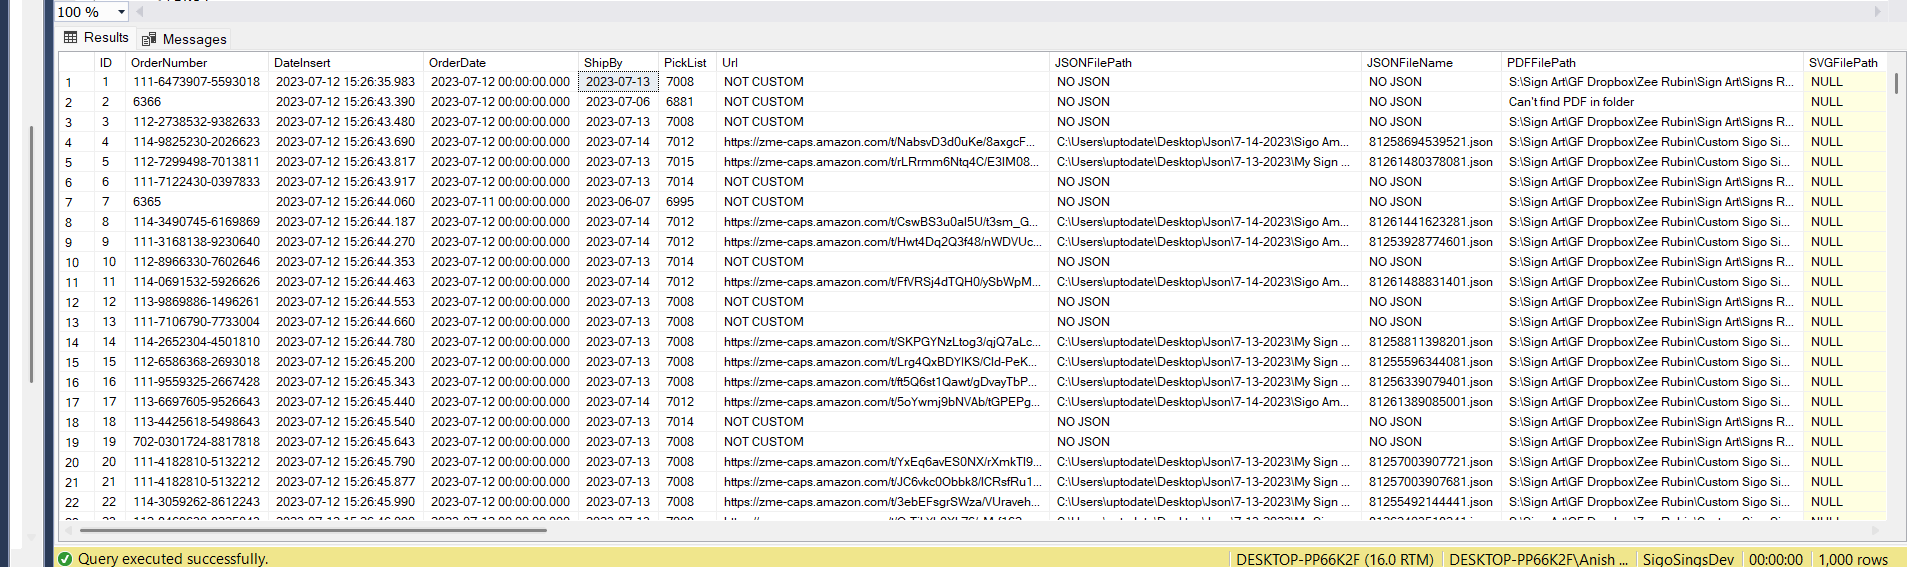 100 %
Results Messages
ID OrderNumber DateInsert OrderDate ShipBy PickList Url JSONFilePath JSONFileName PDFFilePath SVGFilePath
1 1 111-6473907-5593018 2023-07-12 15:26:35.983 2023-07-12 00:00:00.000 2023-07-13 7008 NOT CUSTOM NO JSON NO JSON S:\Sign Art\GF Dropbox\Zee Rubin\Sign Art\Signs R... NULL
2 2 6366 2023-07-12 15:26:43.390 2023-07-12 00:00:00.000 2023-07-06 6881 NOT CUSTOM NO JSON NO JSON Can't find PDF in folder NULL
3 3 112-2738532-9382633 2023-07-12 15:26:43.480 2023-07-12 00:00:00.000 2023-07-13 7008 NOT CUSTOM NO JSON NO JSON S:\Sign Art\GF Dropbox\Zee Rubin\Sign Art\Signs R... NULL
4 4 114-9825230-2026623 2023-07-12 15:26:43.690 2023-07-12 00:00:00.000 2023-07-14 7012 https://zme-caps.amazon.com/t/NabsvD3d0uKe/8axgcF... C:\Users\uptodate\Desktop\Json\7-14-2023\Sigo Am... 81258694539521.json S:\Sign Art\GF Dropbox\Zee Rubin\Custom Sigo Si... NULL
5 5 112-7299498-7013811 2023-07-12 15:26:43.817 2023-07-12 00:00:00.000 2023-07-13 7015 https://zme-caps.amazon.com/t/rLRrmm6Ntq4C/E3IM08... C:\Users\uptodate\Desktop\Json\7-13-2023\My Sign ... 81261480378081.json S:\Sign Art\GF Dropbox\Zee Rubin\Custom Sigo Si... NULL
6 6 111-7122430-0397833 2023-07-12 15:26:43.917 2023-07-12 00:00:00.000 2023-07-13 7014 NOT CUSTOM NO JSON NO JSON S:\Sign Art\GF Dropbox\Zee Rubin\Sign Art\Signs R... NULL
7 7 6365 2023-07-12 15:26:44.060 2023-07-11 00:00:00.000 2023-06-07 6995 NOT CUSTOM NO JSON NO JSON S:\Sign Art\GF Dropbox\Zee Rubin\Sign Art\Signs R... NULL
8 8 114-3490745-6169869 2023-07-12 15:26:44.187 2023-07-12 00:00:00.000 2023-07-14 7012 https://zme-caps.amazon.com/t/CswBS3u0aI5U/t3sm_G... C:\Users\uptodate\Desktop\Json\7-14-2023\Sigo Am... 81261441623281.json S:\Sign Art\GF Dropbox\Zee Rubin\Custom Sigo Si... NULL
9 9 111-3168138-9230640 2023-07-12 15:26:44.270 2023-07-12 00:00:00.000 2023-07-14 7012 https://zme-caps.amazon.com/t/Hwt4Dq2Q3f48/nWDVUc... C:\Users\uptodate\Desktop\Json\7-14-2023\Sigo Am... 81253928774601.json S:\Sign Art\GF Dropbox\Zee Rubin\Custom Sigo Si... NULL
10 10 112-8966330-7602646 2023-07-12 15:26:44.353 2023-07-12 00:00:00.000 2023-07-13 7014 NOT CUSTOM NO JSON NO JSON S:\Sign Art\GF Dropbox\Zee Rubin\Sign Art\Signs R... NULL
11 11 114-0691532-5926626 2023-07-12 15:26:44.463 2023-07-12 00:00:00.000 2023-07-14 7012 https://zme-caps.amazon.com/t/FfVRSj4dTQH0/ySbWpM... C:\Users\uptodate\Desktop\Json\7-14-2023\Sigo Am... 81261488831401.json S:\Sign Art\GF Dropbox\Zee Rubin\Custom Sigo Si... NULL
12 12 113-9869886-1496261 2023-07-12 15:26:44.553 2023-07-12 00:00:00.000 2023-07-13 7008 NOT CUSTOM NO JSON NO JSON S:\Sign Art\GF Dropbox\Zee Rubin\Sign Art\Signs R... NULL
13 13 111-7106790-7733004 2023-07-12 15:26:44.660 2023-07-12 00:00:00.000 2023-07-13 7008 NOT CUSTOM NO JSON NO JSON S:\Sign Art\GF Dropbox\Zee Rubin\Sign Art\Signs R... NULL
14 14 114-2652304-4501810 2023-07-12 15:26:44.780 2023-07-12 00:00:00.000 2023-07-13 7008 https://zme-caps.amazon.com/t/SKPGYNzLtog3/qjQ7aLc... C:\Users\uptodate\Desktop\Json\7-13-2023\My Sign ... 81258811398201.json S:\Sign Art\GF Dropbox\Zee Rubin\Custom Sigo Si... NULL
15 15 112-6586368-2693018 2023-07-12 15:26:45.200 2023-07-12 00:00:00.000 2023-07-13 7008 https://zme-caps.amazon.com/t/Lrg4QxBDYlKS/Cld-PeK... C:\Users\uptodate\Desktop\Json\7-13-2023\My Sign ... 81255596344081.json S:\Sign Art\GF Dropbox\Zee Rubin\Custom Sigo Si... NULL
16 16 111-9559325-2667428 2023-07-12 15:26:45.343 2023-07-12 00:00:00.000 2023-07-13 7008 https://zme-caps.amazon.com/t/ft5Q6st1Qawt/gDvayTbP... C:\Users\uptodate\Desktop\Json\7-13-2023\My Sign ... 81256339079401.json S:\Sign Art\GF Dropbox\Zee Rubin\Custom Sigo Si... NULL
17 17 113-6697605-9526643 2023-07-12 15:26:45.440 2023-07-12 00:00:00.000 2023-07-13 7012 https://zme-caps.amazon.com/t/5oYwmj9bNVAb/tGPEPg... C:\Users\uptodate\Desktop\Json\7-14-2023\Sigo Am... 81261389085001.json S:\Sign Art\GF Dropbox\Zee Rubin\Custom Sigo Si... NULL
18 18 113-4425618-5498643 2023-07-12 15:26:45.540 2023-07-12 00:00:00.000 2023-07-13 7014 NOT CUSTOM NO JSON NO JSON S:\Sign Art\GF Dropbox\Zee Rubin\Sign Art\Signs R... NULL
19 19 702-0301724-8817818 2023-07-12 15:26:45.643 2023-07-12 00:00:00.000 2023-07-13 7008 NOT CUSTOM NO JSON NO JSON S:\Sign Art\GF Dropbox\Zee Rubin\Sign Art\Signs R... NULL
20 20 111-4182810-5132212 2023-07-12 15:26:45.790 2023-07-12 00:00:00.000 2023-07-13 7008 https://zme-caps.amazon.com/t/YxEq6avES0NX/rXmkTI9... C:\Users\uptodate\Desktop\Json\7-13-2023\My Sign ... 81257003907721.json S:\Sign Art\GF Dropbox\Zee Rubin\Custom Sigo Si... NULL
21 21 111-4182810-5132212 2023-07-12 15:26:45.877 2023-07-12 00:00:00.000 2023-07-13 7008 https://zme-caps.amazon.com/t/JC6vkc0Obbk8/ICRsfRu1... C:\Users\uptodate\Desktop\Json\7-13-2023\My Sign ... 81257003907681.json S:\Sign Art\GF Dropbox\Zee Rubin\Custom Sigo Si... NULL
22 22 114-3059262-8612243 2023-07-12 15:26:45.990 2023-07-12 00:00:00.000 2023-07-13 7008 https://zme-caps.amazon.com/t/3ebEFsgrSWza/VUraveh... C:\Users\uptodate\Desktop\Json\7-13-2023\My Sign ... 81255492144441.json S:\Sign Art\GF Dropbox\Zee Rubin\Custom Sigo Si... NULL
Query executed successfully. DESKTOP-PP66K2F (16.0 RTM) DESKTOP-PP66K2F\Anish ... SigoSingsDev 00:00:00 1,000 rows